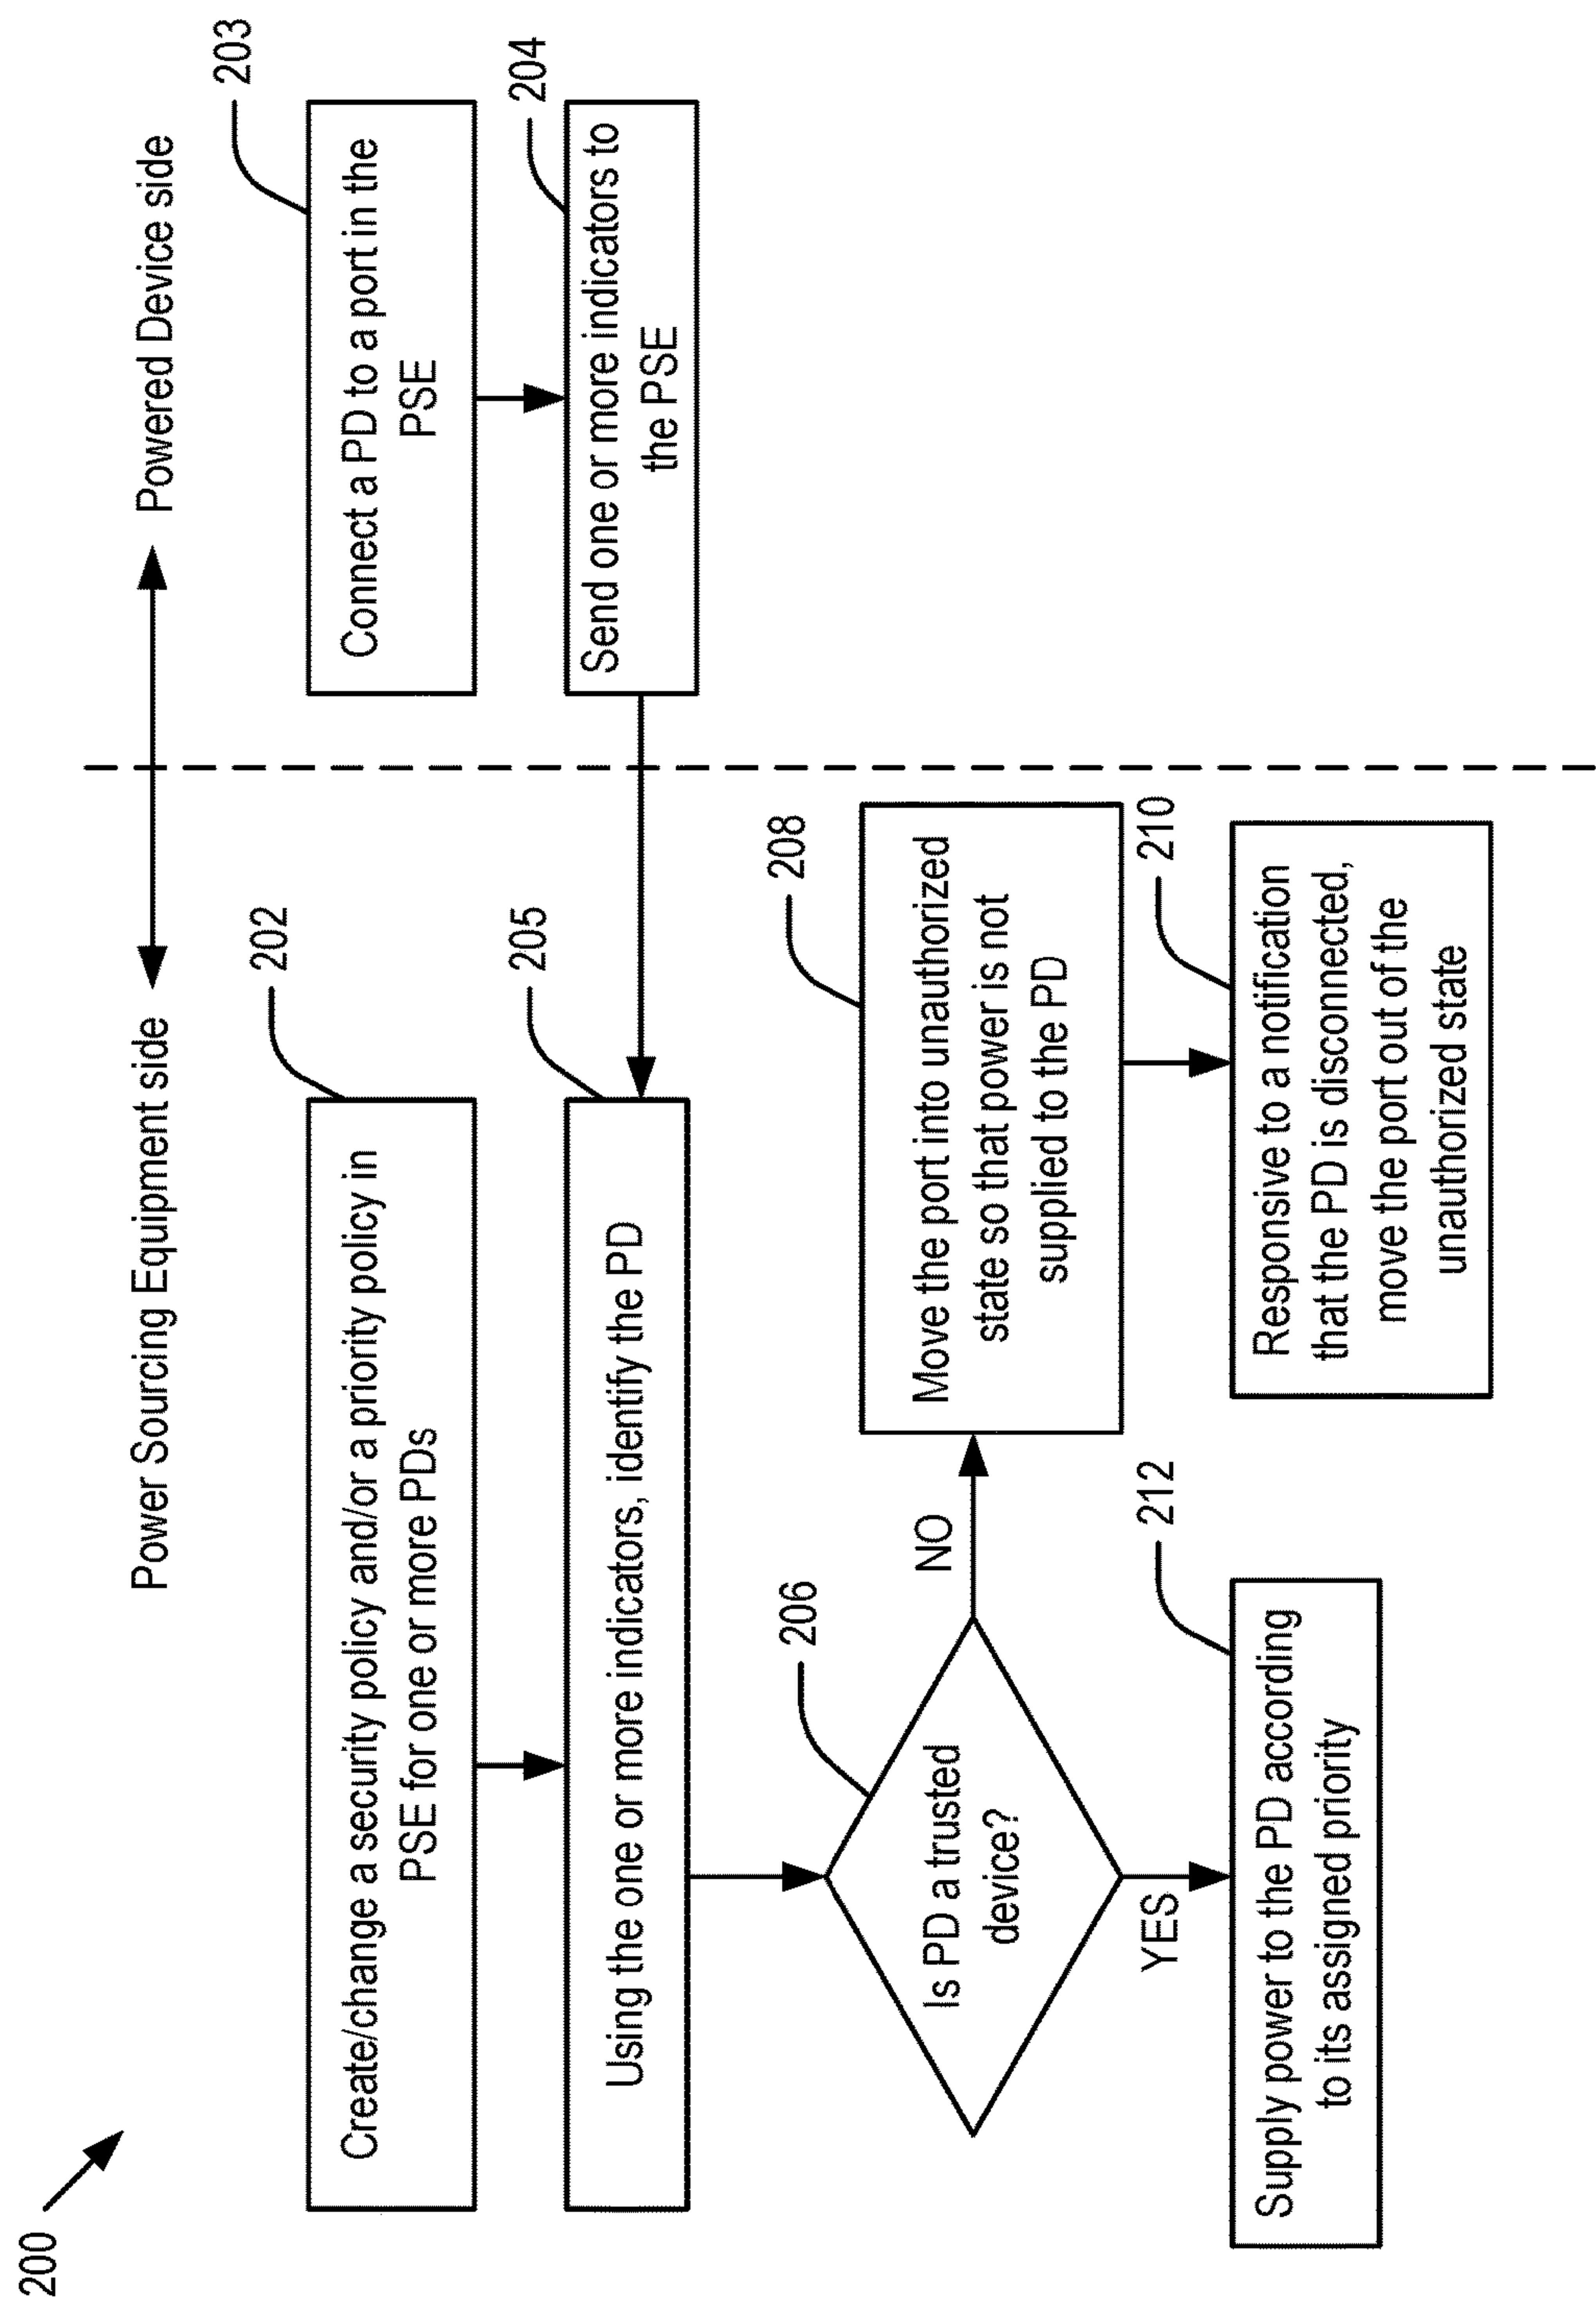 200
Power Sourcing Equipment side
Powered Device side
202
Create/change a security policy and/or a priority policy in
PSE for one or more PDs
203
Connect a PD to a port in the
PSE
204
Send one or more indicators to
the PSE
205
Using the one or more indicators, identify the PD
206
Is PD a trusted
device?
NO
YES
208
Move the port into unauthorized
state so that power is not
supplied to the PD
210
Responsive to a notification
that the PD is disconnected,
move the port out of the
unauthorized state
212
Supply power to the PD according
to its assigned priority